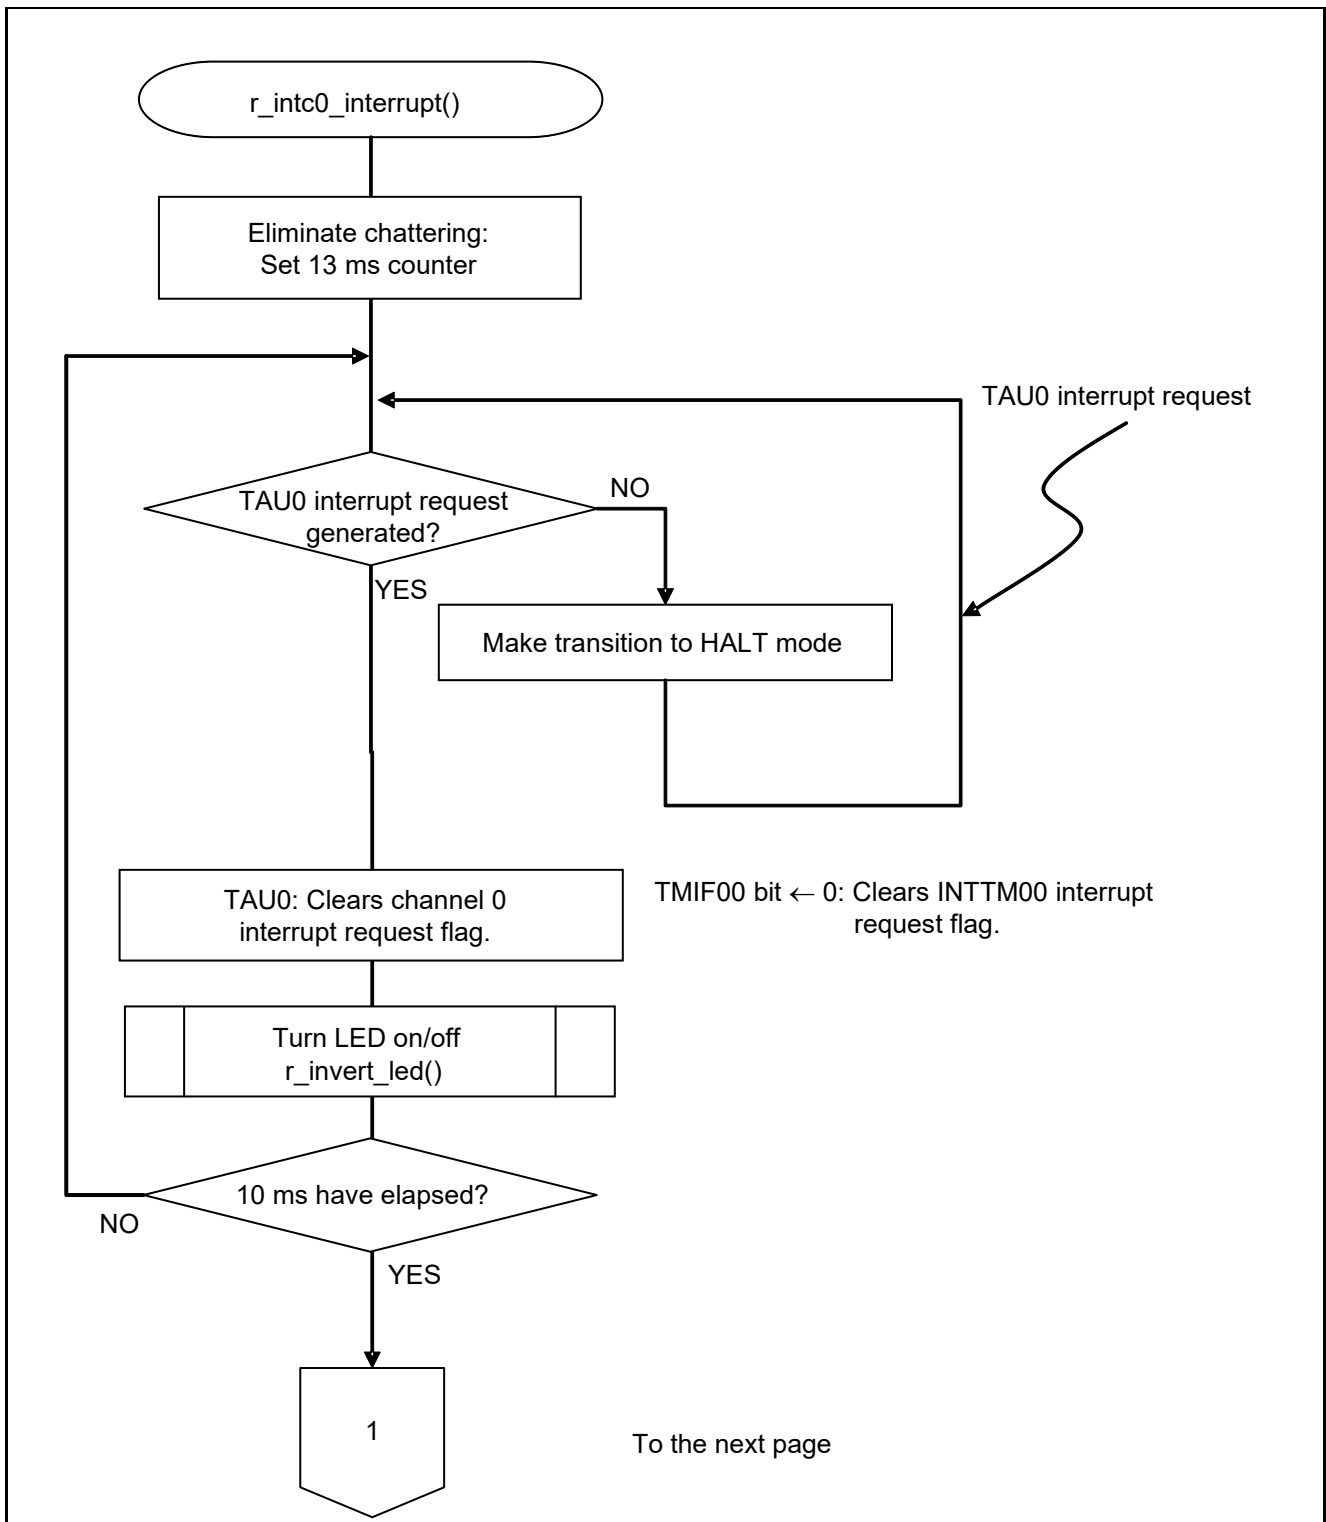 r_intc0_interrupt()
Eliminate chattering:
Set 13 ms counter
TAU0 interrupt request
TAU0 interrupt request
generated?
NO
YES
Make transition to HALT mode
TAU0: Clears channel 0
interrupt request flag.
TMIF00 bit ← 0: Clears INTTM00 interrupt
request flag.
Turn LED on/off
r_invert_led()
10 ms have elapsed?
NO
YES
1
To the next page